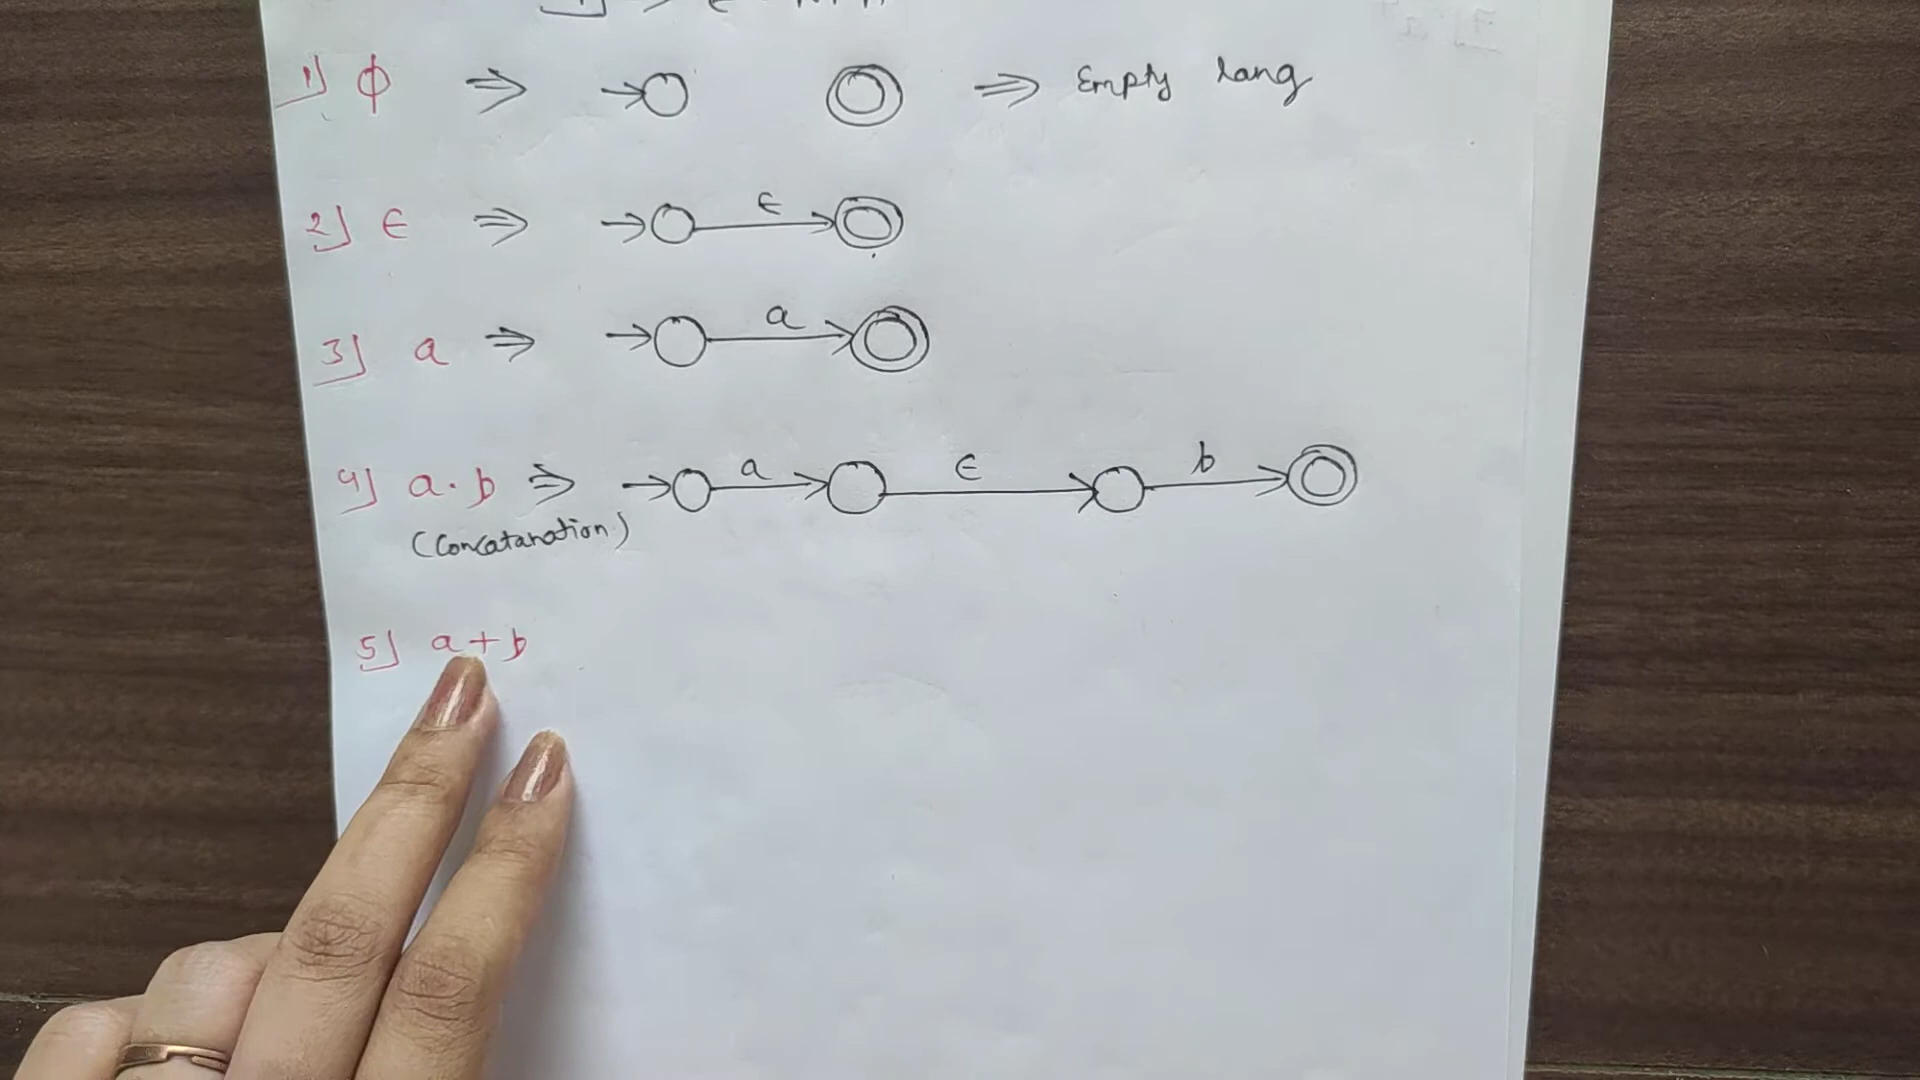 1) ϕ ⇒ → ⇒ Empty lang
2) ϵ ⇒ → ϵ
3) a ⇒ → a
4) a.b ⇒ → a ϵ b
(Concatanation)
5) a+b